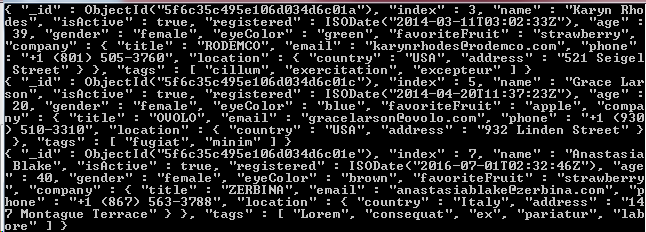 { "_id" : ObjectId("5f6c35c495e106d034d6c01a"), "index" : 3, "name" : "Karyn Rho
des", "isActive" : true, "registered" : ISODate("2014-03-11T03:02:33Z"), "age" :
 39, "gender" : "female", "eyeColor" : "green", "favoriteFruit" : "strawberry",
"company" : { "title" : "RODEMCO", "email" : "karynrhodes@rodemco.com", "phone"
: "+1 (801) 505-3760", "location" : { "country" : "USA", "address" : "521 Seigel
 Street" } }, "tags" : [ "cillum", "exercitation", "excepteur" ] }
{ "_id" : ObjectId("5f6c35c495e106d034d6c01c"), "index" : 5, "name" : "Grace Lar
son", "isActive" : true, "registered" : ISODate("2014-04-20T11:37:23Z"), "age" :
 20, "gender" : "female", "eyeColor" : "blue", "favoriteFruit" : "apple", "compa
ny" : { "title" : "OVOLO", "email" : "gracelarson@ovolo.com", "phone" : "+1 (930
) 510-3310", "location" : { "country" : "USA", "address" : "932 Linden Street" }
 }, "tags" : [ "fugiat", "minim" ] }
{ "_id" : ObjectId("5f6c35c495e106d034d6c01e"), "index" : 7, "name" : "Anastasia
 Blake", "isActive" : true, "registered" : ISODate("2016-07-01T02:32:46Z"), "age
" : 40, "gender" : "female", "eyeColor" : "brown", "favoriteFruit" : "strawberry
", "company" : { "title" : "ZERBINA", "email" : "anastasiablake@zerbina.com", "p
hone" : "+1 (867) 563-3788", "location" : { "country" : "Italy", "address" : "14
7 Montague Terrace" } }, "tags" : [ "Lorem", "consequat", "ex", "pariatur", "lab
ore" ] }